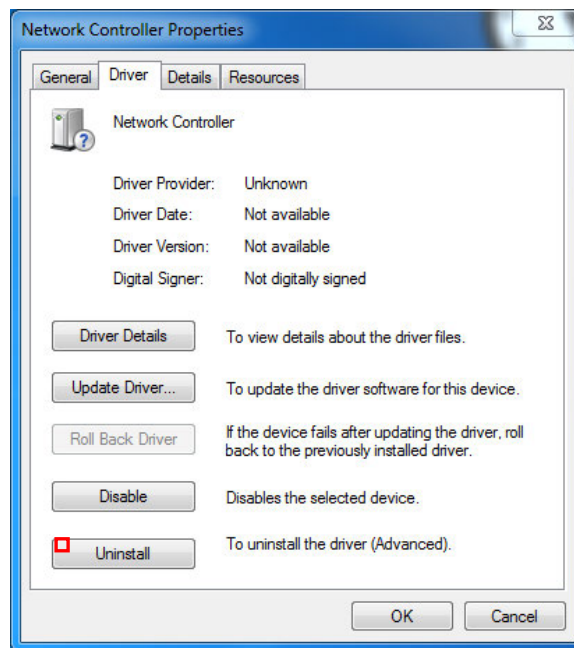 Network Controller Properties
General Driver Details Resources
Network Controller
Driver Provider: Unknown
Driver Date: Not available
Driver Version: Not available
Digital Signer: Not digitally signed
Driver Details To view details about the driver files.
Update Driver... To update the driver software for this device.
Roll Back Driver If the device fails after updating the driver, roll
back to the previously installed driver.
Disable Disables the selected device.
Uninstall To uninstall the driver (Advanced).
OK Cancel